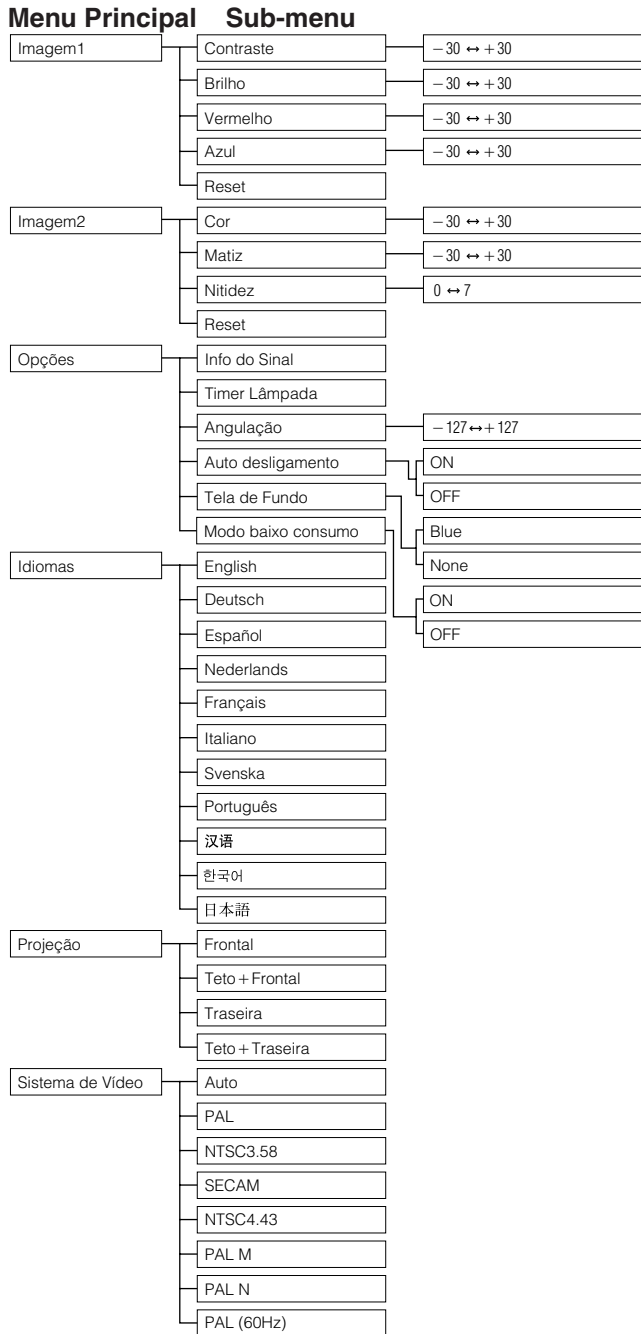 Menu Principal Sub-menu
Imagem1 Contraste −30 ↔ +30
Brilho −30 ↔ +30
Vermelho −30 ↔ +30
Azul −30 ↔ +30
Reset
Imagem2 Cor −30 ↔ +30
Matiz −30 ↔ +30
Nitidez 0 ↔ 7
Reset
Opções Info do Sinal
Timer Lâmpada
Angulação −127↔+127
Auto desligamento ON
OFF
Tela de Fundo Blue
None
Modo baixo consumo ON
OFF
Idiomas English
Deutsch
Español
Nederlands
Français
Italiano
Svenska
Português
汉语
한국어
日本語
Projeção Frontal
Teto+Frontal
Traseira
Teto+Traseira
Sistema de Vídeo Auto
PAL
NTSC3.58
SECAM
NTSC4.43
PAL M
PAL N
PAL (60Hz)